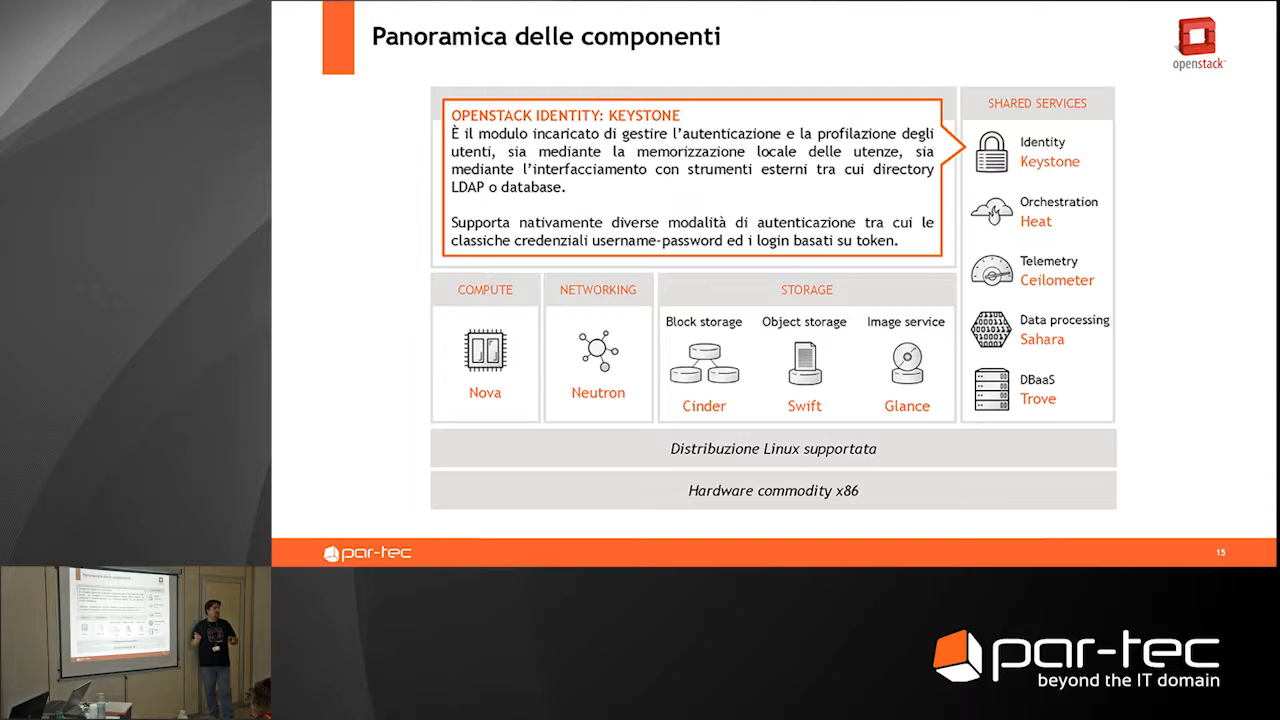 Panoramica delle componenti
openstack
OPENSTACK IDENTITY: KEYSTONE
È il modulo incaricato di gestire l'autenticazione e la profilazione degli
utenti, sia mediante la memorizzazione locale delle utenze, sia
mediante l'interfacciamento con strumenti esterni tra cui directory
LDAP o database.
Supporta nativamente diverse modalità di autenticazione tra cui le
classiche credenziali username-password ed i login basati su token.
SHARED SERVICES
Identity
Keystone
Orchestration
Heat
Telemetry
Ceilometer
Data processing
Sahara
DBaaS
Trove
COMPUTE
Nova
NETWORKING
Neutron
STORAGE
Block storage
Cinder
Object storage
Swift
Image service
Glance
Distribuzione Linux supportata
Hardware commodity x86
par-tec
15
Panoramica delle componenti
par-tec
beyond the IT domain